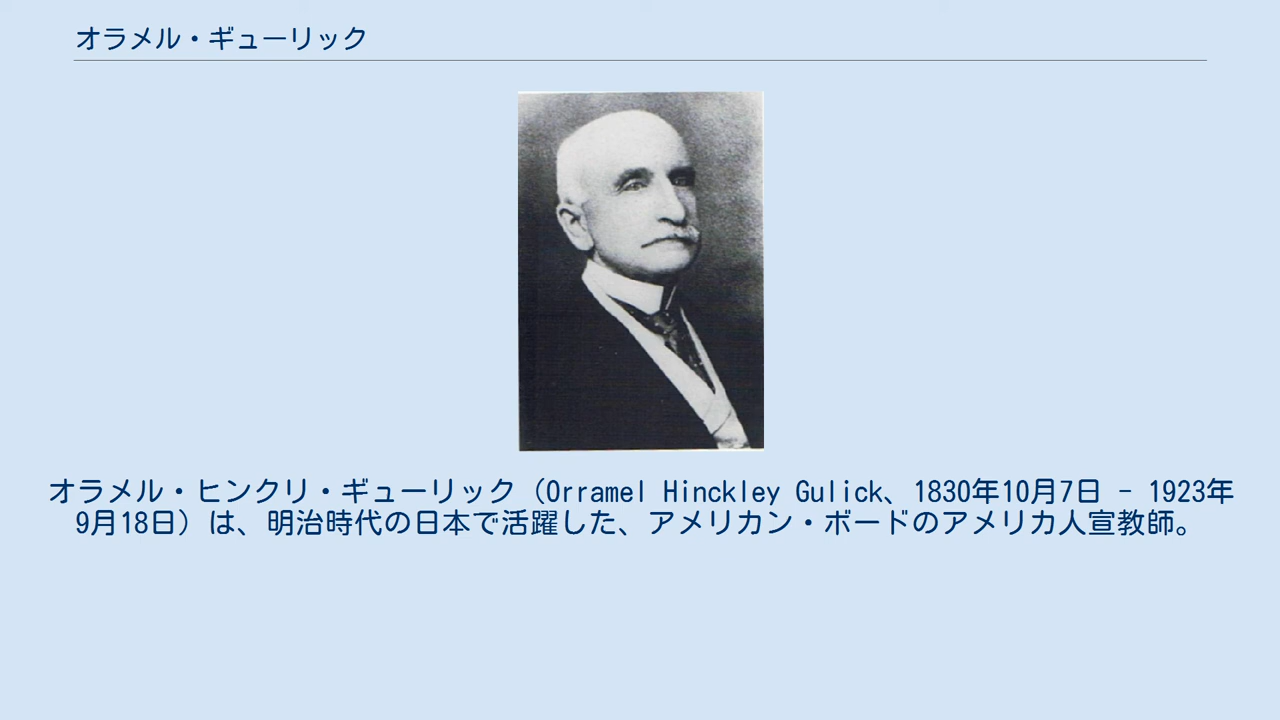 オラメル・ギューリック
オラメル・ヒンクリ・ギューリック（Orramel Hinckley Gulick、1830年10月7日 - 1923年
9月18日）は、明治時代の日本で活躍した、アメリカン・ボードのアメリカ人宣教師。